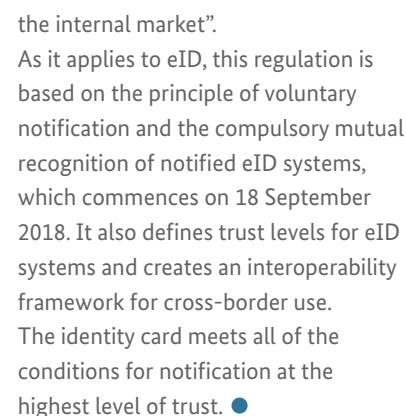 the internal market”.
As it applies to eID, this regulation is
based on the principle of voluntary
notification and the compulsory mutual
recognition of notified eID systems,
which commences on 18 September
2018. It also defines trust levels for eID
systems and creates an interoperability
framework for cross-border use.
The identity card meets all of the
conditions for notification at the
highest level of trust. ●